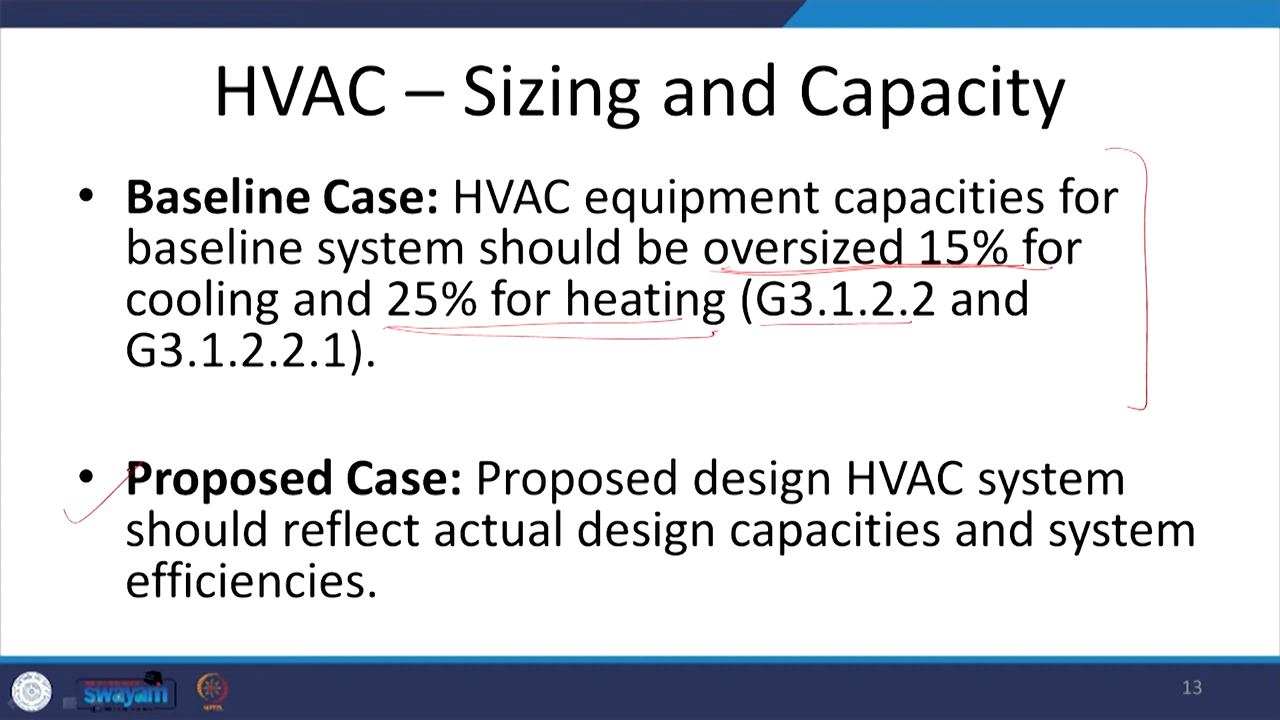 HVAC – Sizing and Capacity
• Baseline Case: HVAC equipment capacities for
baseline system should be oversized 15% for
cooling and 25% for heating (G3.1.2.2 and
G3.1.2.2.1).
• Proposed Case: Proposed design HVAC system
should reflect actual design capacities and system
efficiencies.
swayam
13